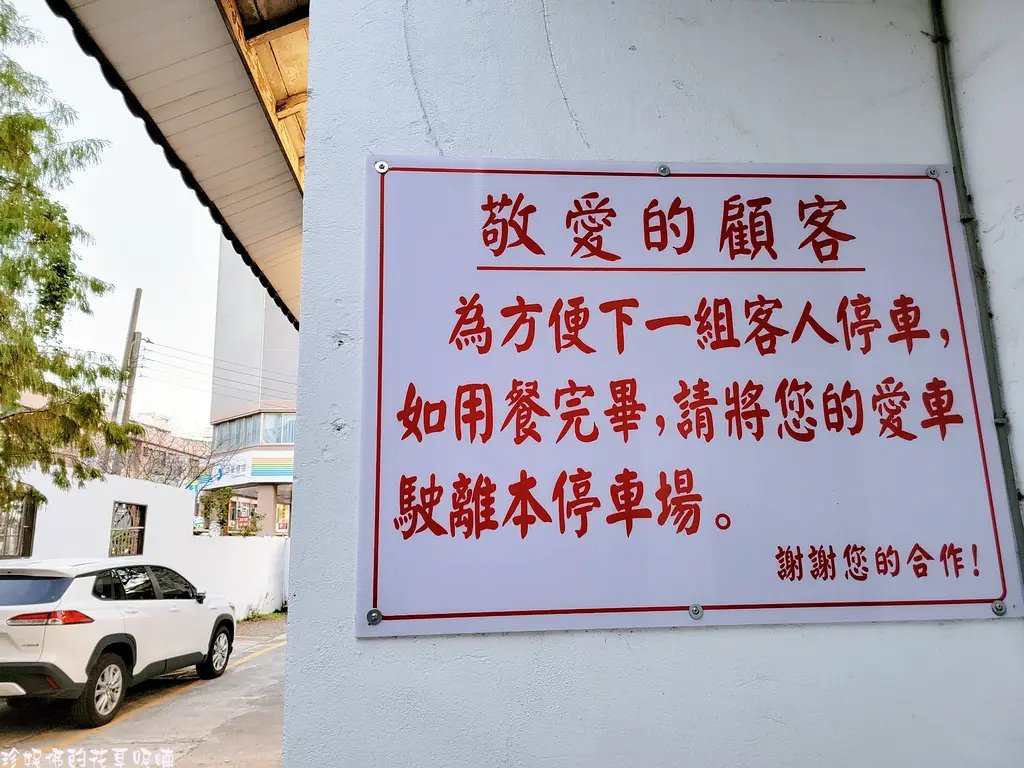 敬愛的顧客
為方便下一組客人停車,
如用餐完畢,請將您的愛車
駛離本停車場。
謝謝您的合作!